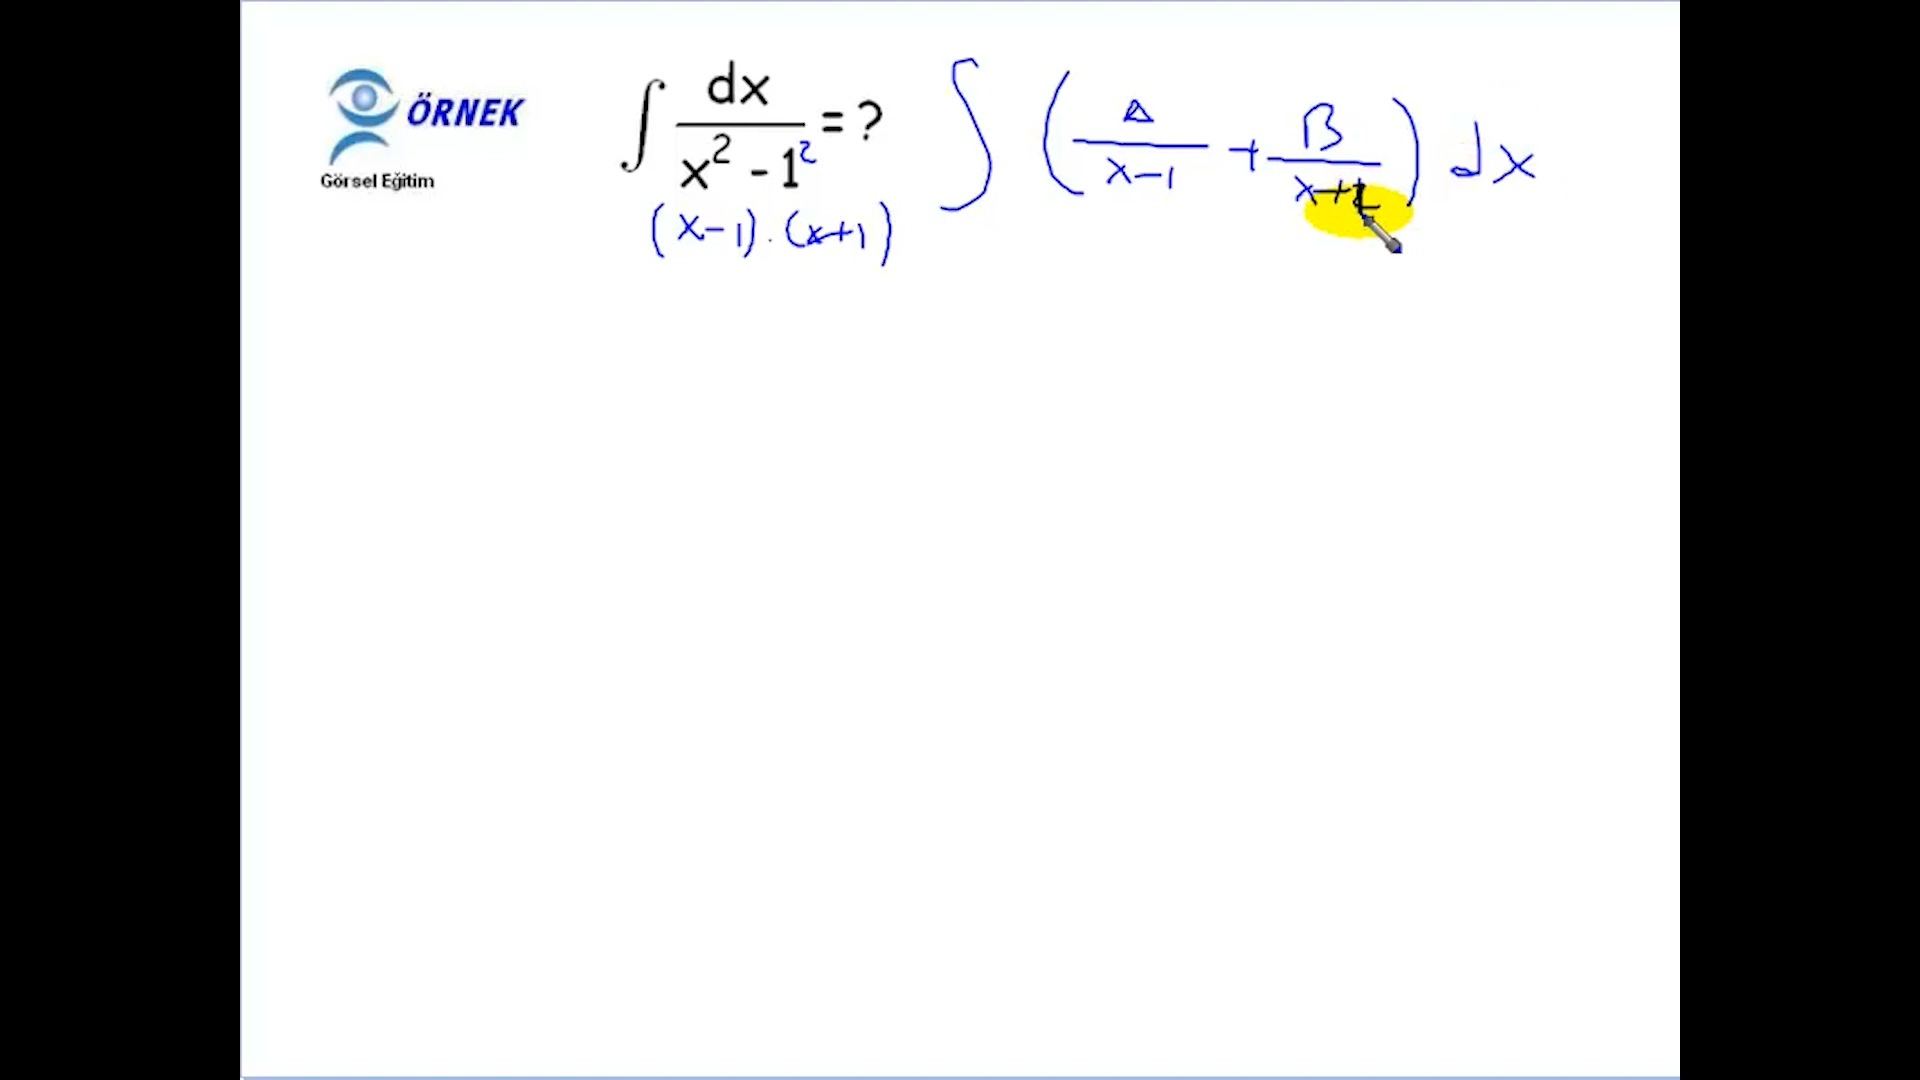 ÖRNEK
Görsel Eğitim
∫ dx / (x² - 1²) = ?
(x-1).(x+1)
∫ ( A/(x-1) + B/(x+1) ) dx